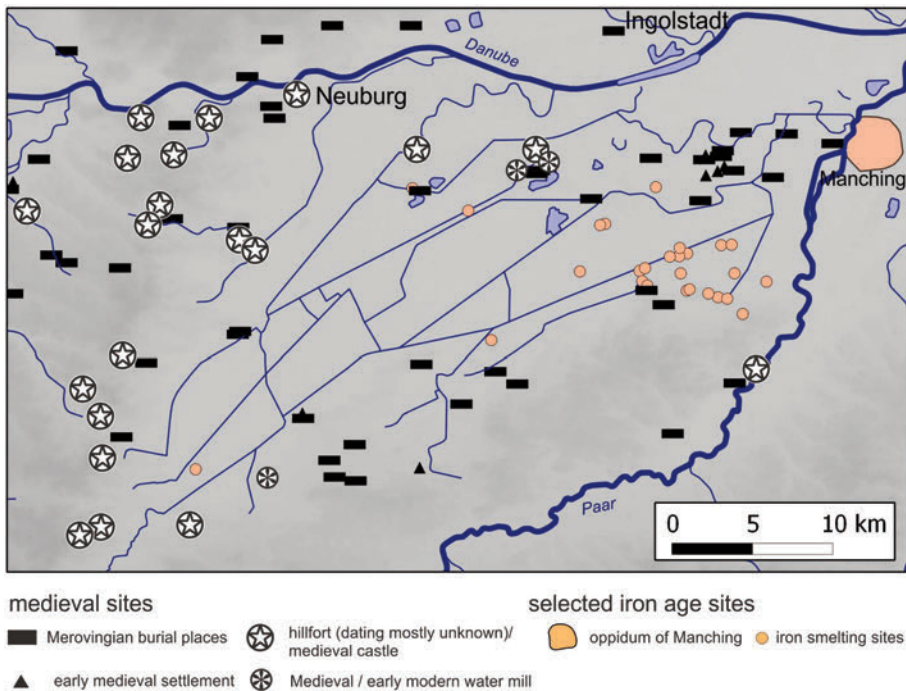 Ingolstadt
Danube
Neuburg
Manching
Paar
0 5 10 km
medieval sites
selected iron age sites
Merovingian burial places
hillfort (dating mostly unknown)/
medieval castle
oppidum of Manching
iron smelting sites
early medieval settlement
Medieval / early modern water mill